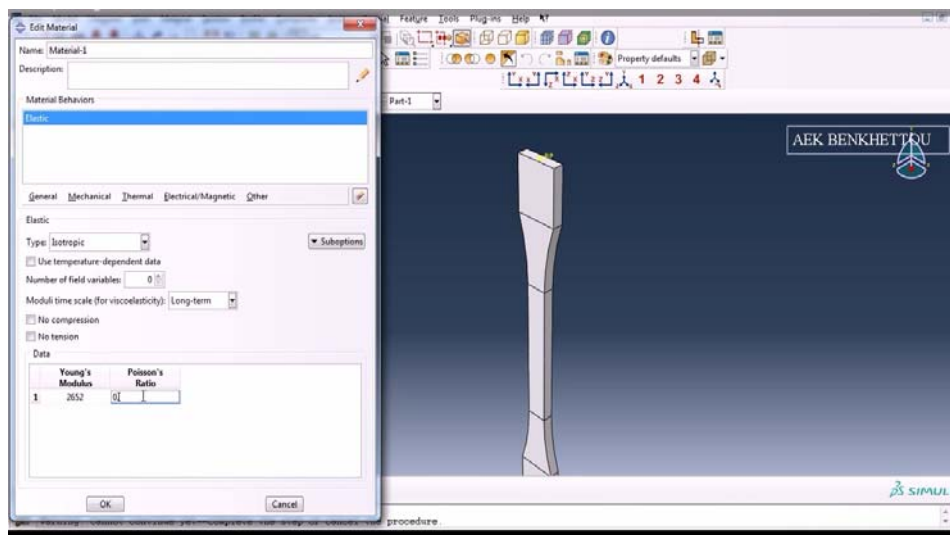 Edit Material
Name: Material-1
Description:
Material Behaviors
Elastic
General Mechanical Thermal Electrical/Magnetic Other
Elastic
Type: Isotropic
Suboptions
Use temperature-dependent data
Number of field variables: 0
Moduli time scale (for viscoelasticity): Long-term
No compression
No tension
Data
Young's Modulus
Poisson's Ratio
1 2652 0
OK Cancel
Feature Tools Plug-ins Help
Property defaults
1 2 3 4
Part-1
AEK BENKHETTOU
SIMUL
procedure.